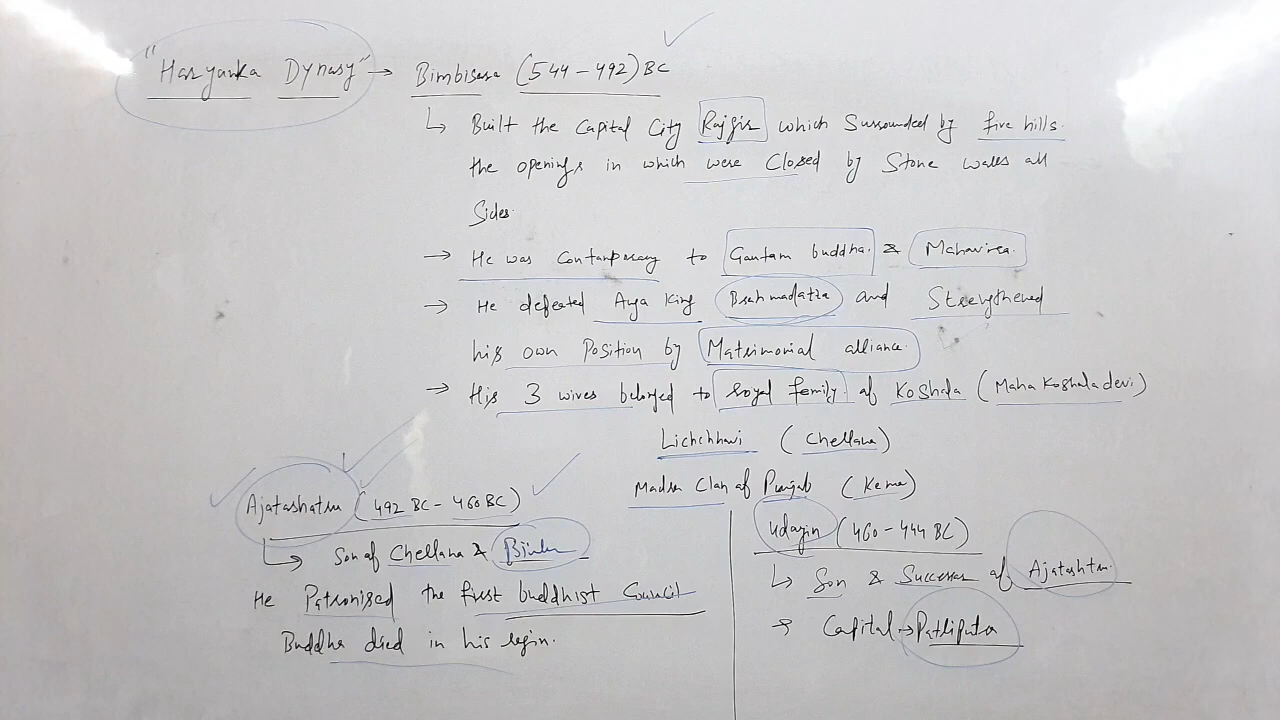 "Haryanka Dynasy" → Bimbisara (544-492) BC
↳ Built the Capital City Rajgir which Surrounded by five hills.
the openings in which were Closed by Stone walls all
Sides.
→ He was Contanporary to Gautam buddha. & Mahavira.
→ He defeated Anga King Brahmadatta and Strengthened
his own Position by Matrimonial alliance.
→ His 3 wives belonged to royal family of Koshala (Maha Koshala devi)
Lichchhavi (Chellana)
Madra Clan of Punjab (Kema)
Ajatashatru (492 BC - 460 BC)
↳ Son of Chellana &
He Patronised the first buddhist Council
Buddha died in his regin.
Udayin (460-444 BC)
↳ Son & Successor of Ajatashtru.
→ Capital → Patliputra